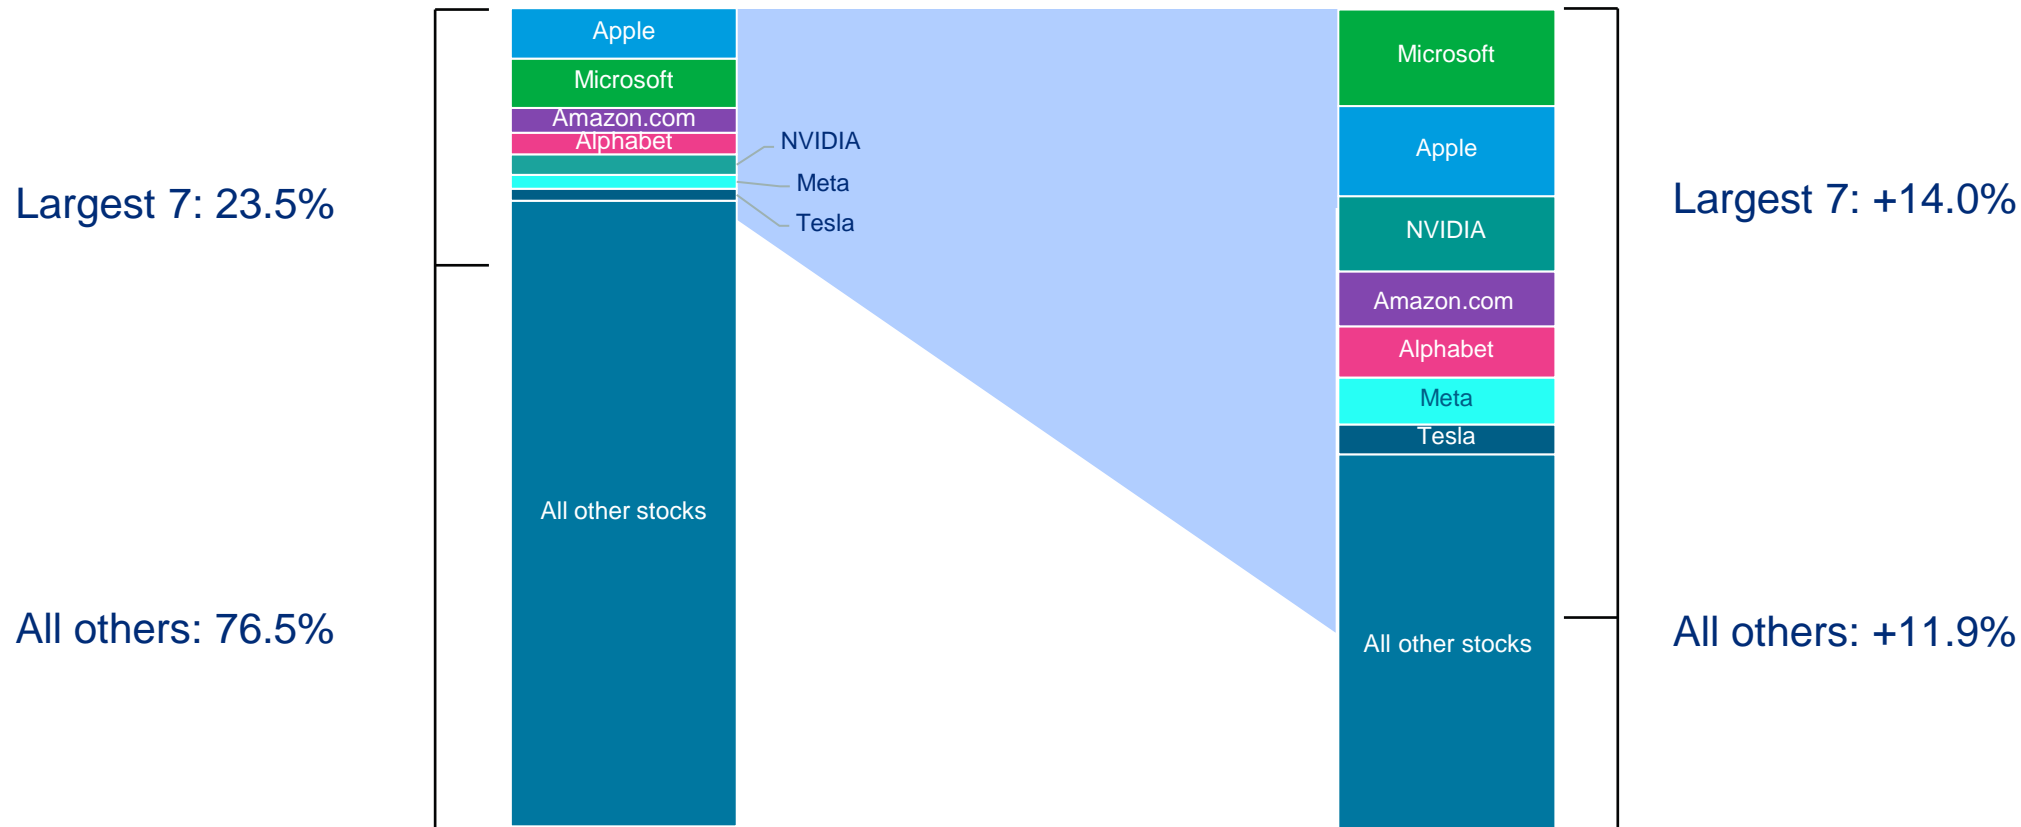 Largest 7: 23.5%
All others: 76.5%
Apple
Microsoft
Amazon.com
Alphabet
NVIDIA
Meta
Tesla
All other stocks
Microsoft
Apple
NVIDIA
Amazon.com
Alphabet
Meta
Tesla
All other stocks
Largest 7: +14.0%
All others: +11.9%